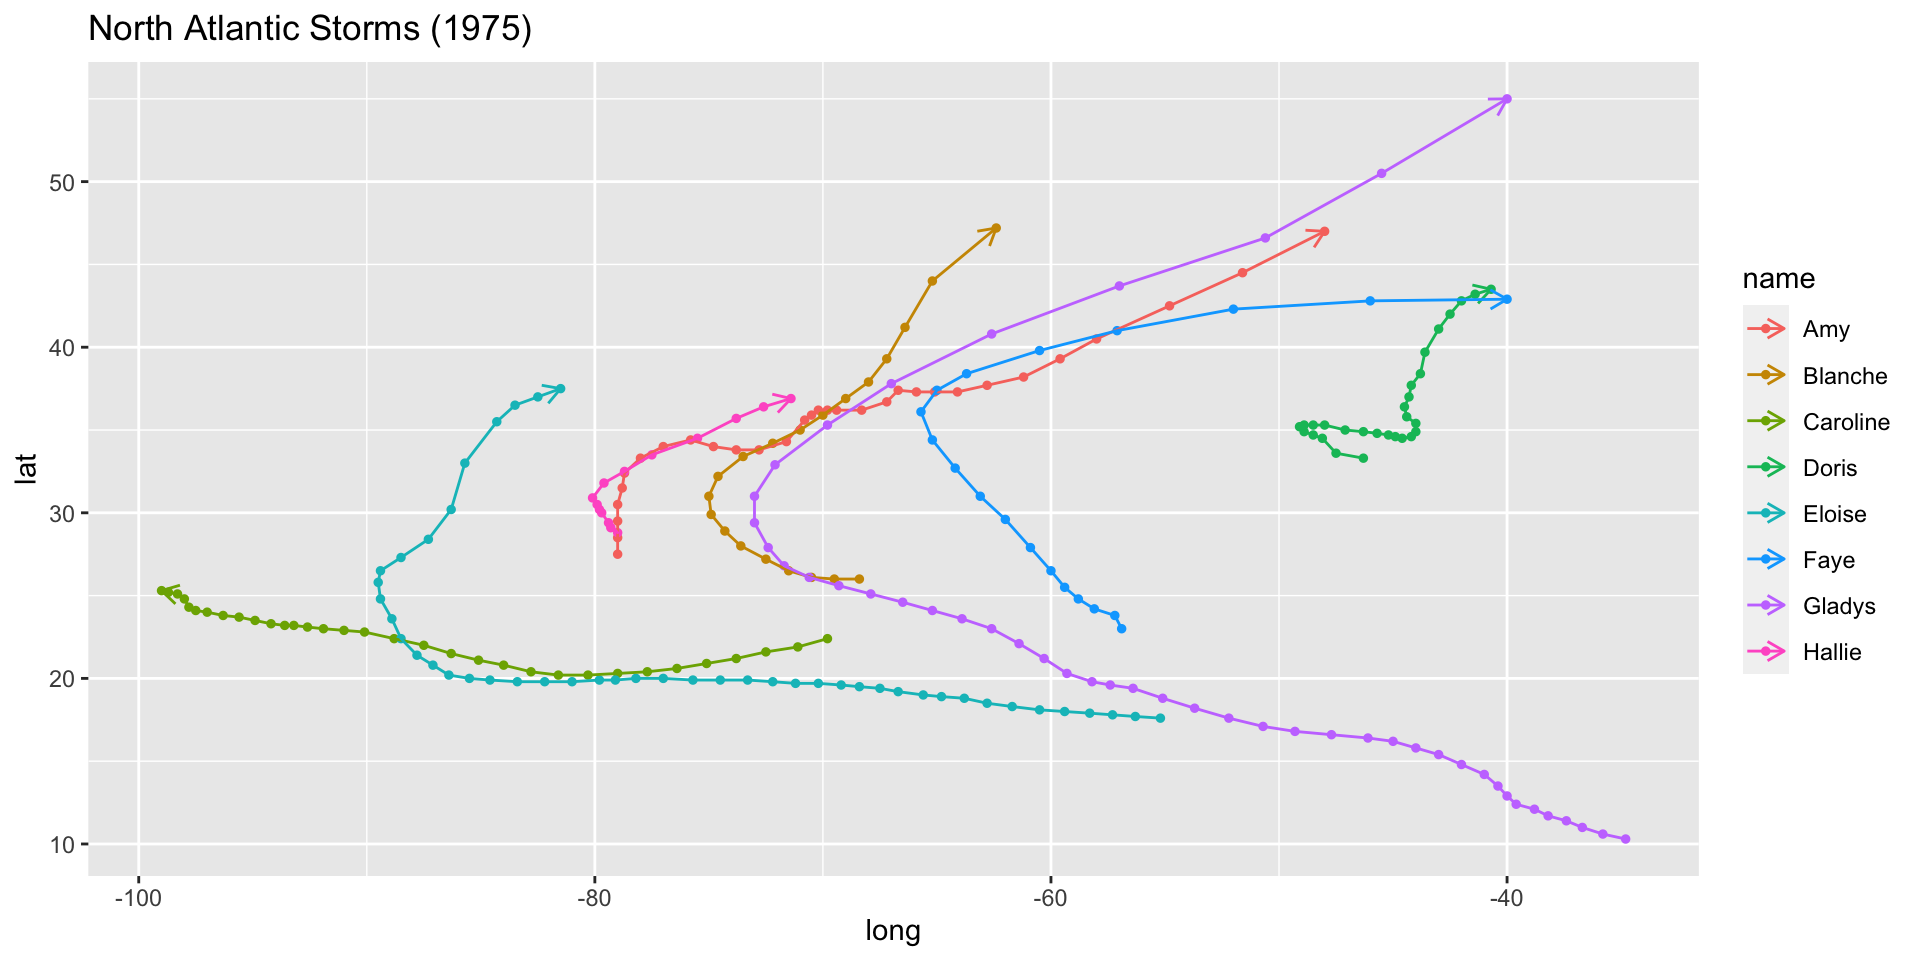 North Atlantic Storms (1975)
50
40
30
20
10
lat
-100
-80
-60
-40
long
name
Amy
Blanche
Caroline
Doris
Eloise
Faye
Gladys
Hallie